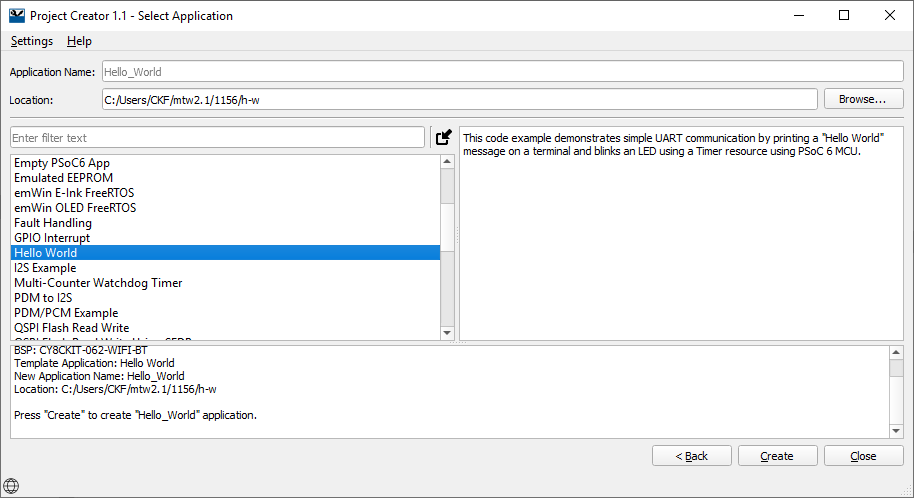 Project Creator 1.1 - Select Application
Settings Help
Application Name: Hello_World
Location: C:/Users/CKF/mtw2.1/1156/h-w Browse...
Enter filter text
Empty PSoC6 App
Emulated EEPROM
emWin E-Ink FreeRTOS
emWin OLED FreeRTOS
Fault Handling
GPIO Interrupt
Hello World
I2S Example
Multi-Counter Watchdog Timer
PDM to I2S
PDM/PCM Example
QSPI Flash Read Write
This code example demonstrates simple UART communication by printing a "Hello World"
message on a terminal and blinks an LED using a Timer resource using PSoC 6 MCU.
BSP: CY8CKIT-062-WIFI-BT
Template Application: Hello World
New Application Name: Hello_World
Location: C:/Users/CKF/mtw2.1/1156/h-w
Press "Create" to create "Hello_World" application.
< Back Create Close